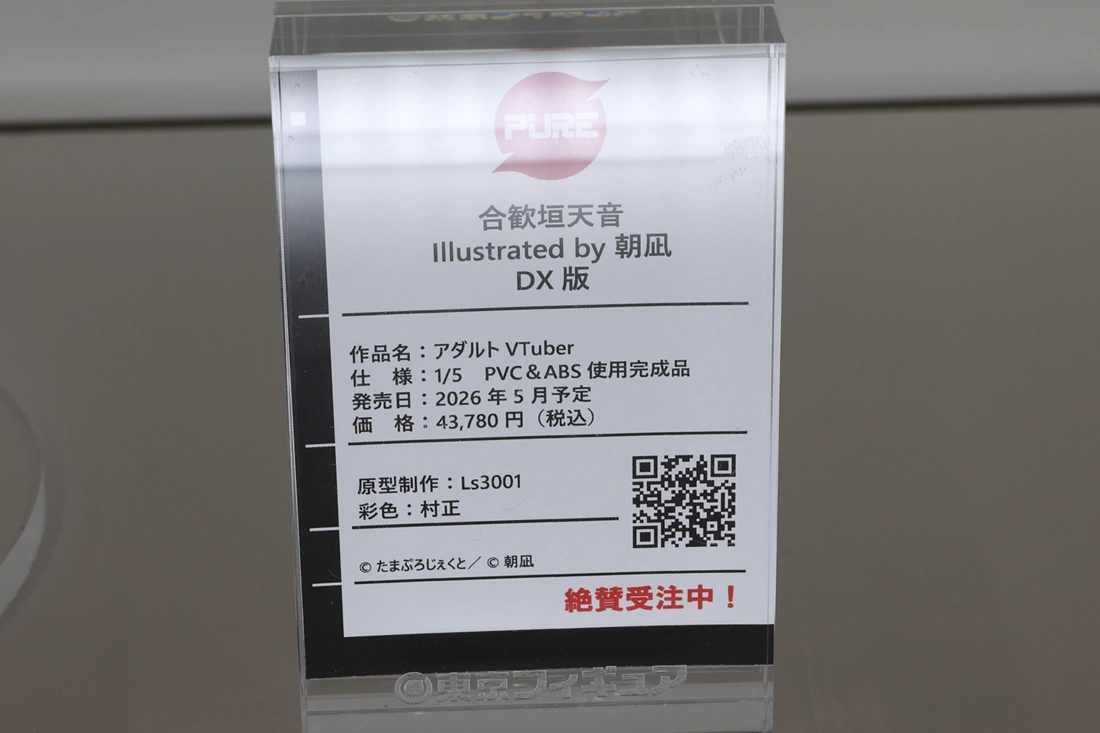 PURE
合歓垣天音
Illustrated by 朝凪
DX 版
作品名：アダルト VTuber
仕　様：1/5　PVC＆ABS 使用完成品
発売日：2026 年 5 月予定
価　格：43,780 円（税込）
原型制作：Ls3001
彩色：村正
© たまぷろじぇくと／ © 朝凪
絶賛受注中！
東京フィギュア